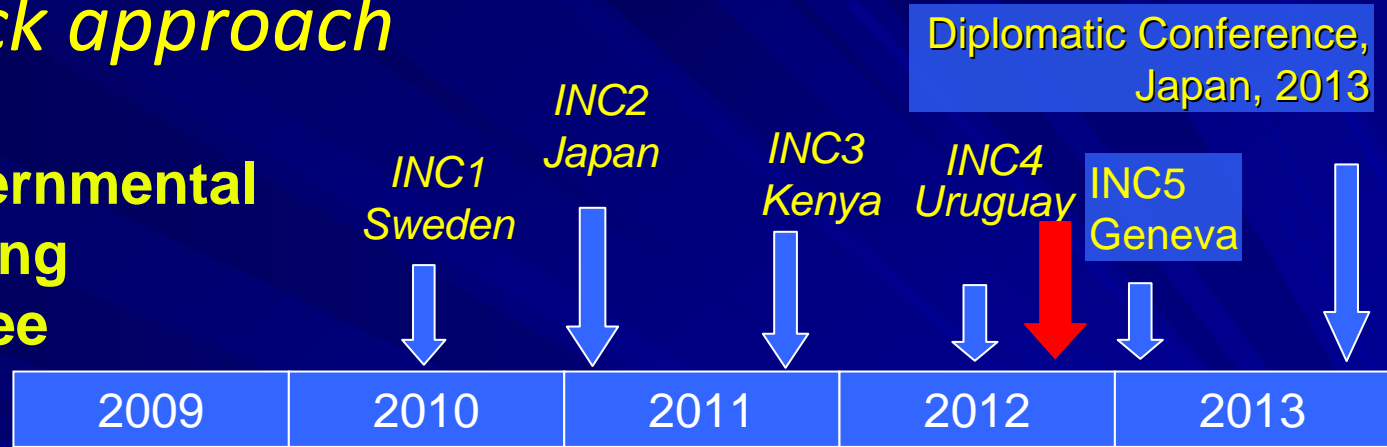 ck approach
Diplomatic Conference,
Japan, 2013
ernmental
ng
ee
INC1
Sweden
INC2
Japan
INC3
Kenya
INC4
Uruguay
INC5
Geneva
2009 2010 2011 2012 2013